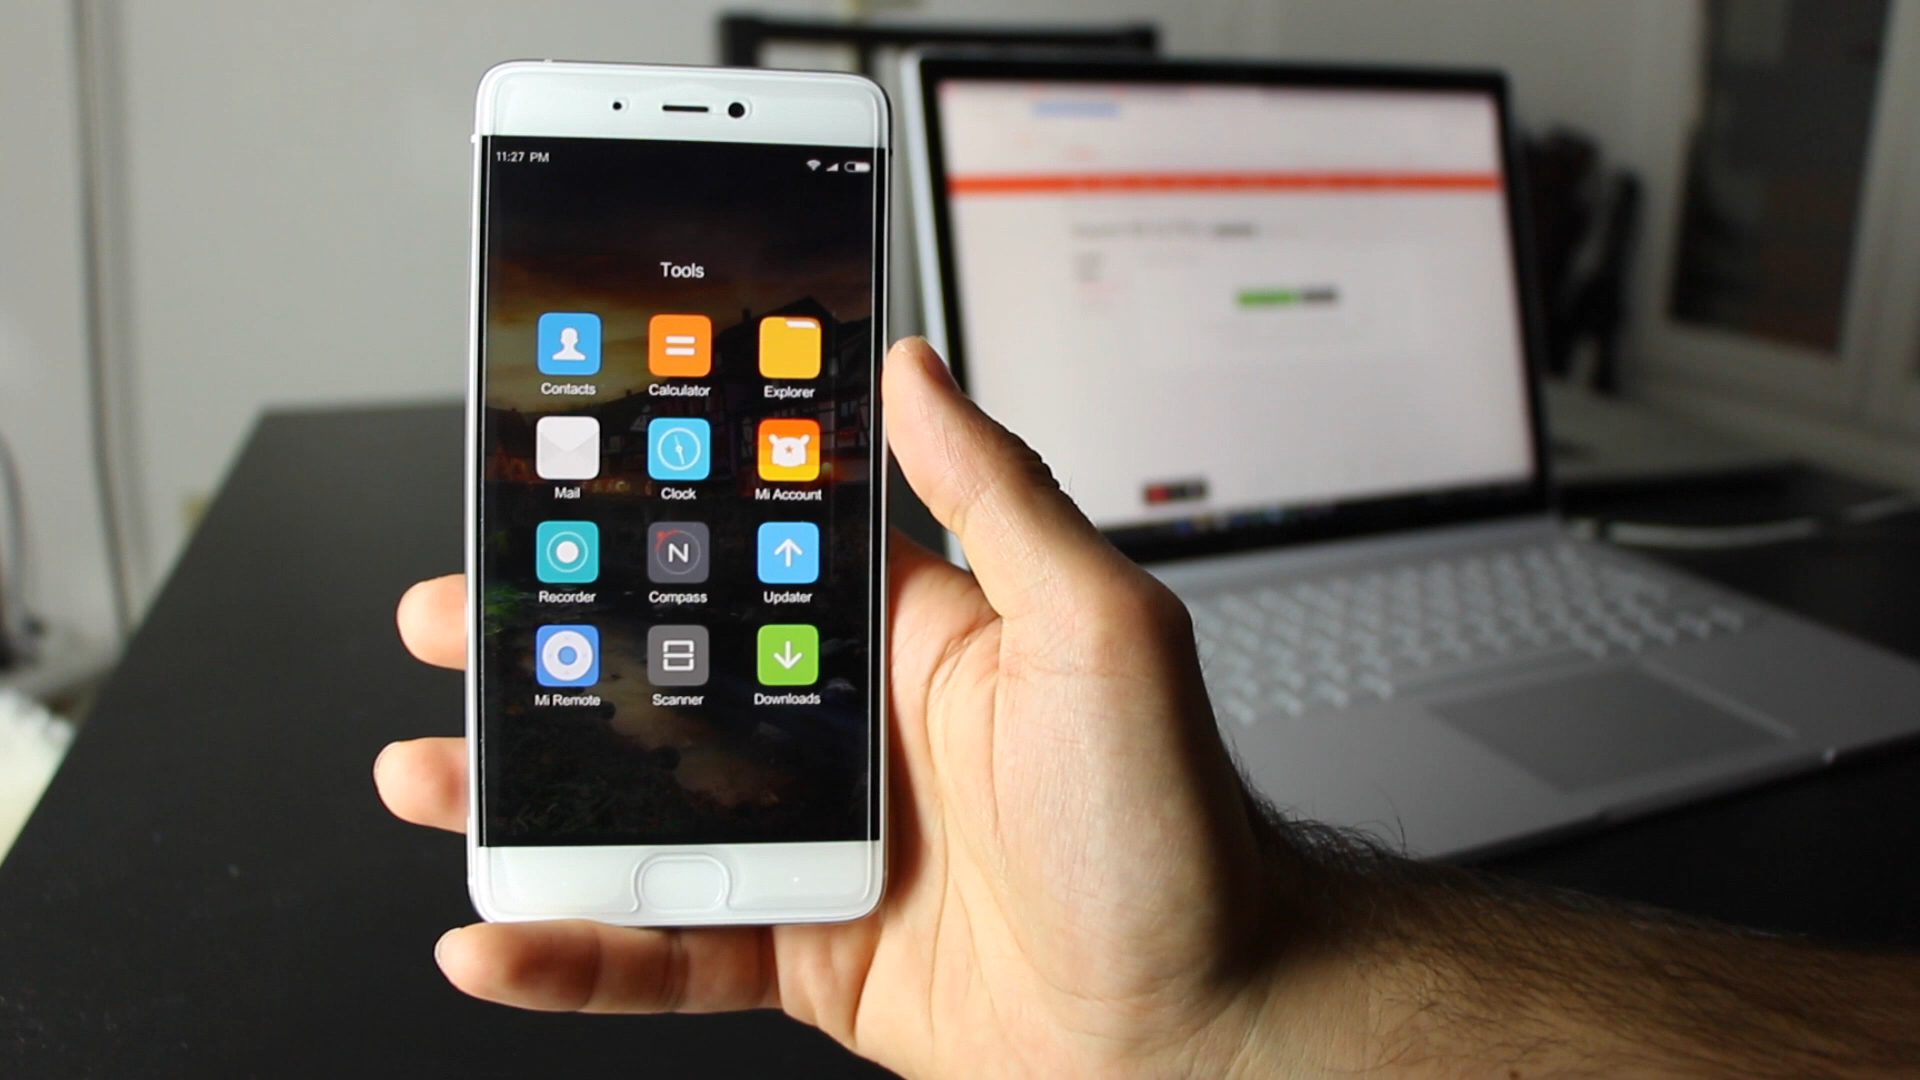 11:27 PM
Tools
Contacts
Calculator
Explorer
Mail
Clock
Mi Account
N
Recorder
Compass
Updater
Mi Remote
Scanner
Downloads